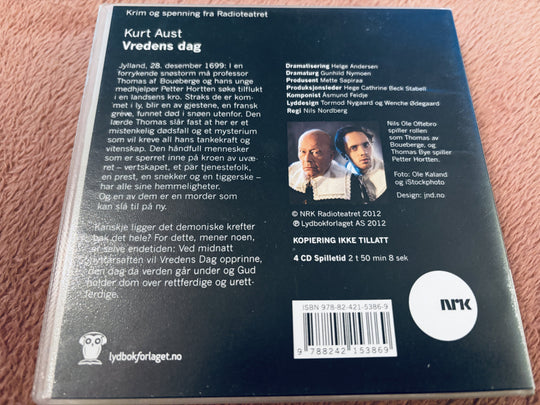 Krim og spenning fra Radioteatret
Kurt Aust
Vredens dag
Jylland, 28. desember 1699: I en
forrykende snøstorm må professor
Thomas af Boueberge og hans unge
medhjelper Petter Hortten søke tilflukt
i en landsens kro. Straks de er kom-
met i ly, blir en av gjestene, en fransk
greve, funnet død i snøen utenfor. Den
lærde Thomas slår fast at her er et
mistenkelig dødsfall og et mysterium
som vil kreve all hans tankekraft og
vitenskap. Den håndfull mennesker
som er sperret inne på kroen av uvæ-
ret – vertskapet, et par tjenestefolk,
en prest, en snekker og en tiggerske –
har alle sine hemmeligheter.
Og en av dem er en morder som
kan slå til på ny.
Kanskje ligger det demoniske krefter
bak det hele? For dette, mener noen,
er selve endetiden: Ved midnatt
nyttårsaften vil Vredens Dag opprinne,
den dag da verden går under og Gud
holder dom over rettferdige og urett-
ferdige.
lydbokforlaget.no
Dramatisering Helge Andersen
Dramaturg Gunhild Nymoen
Produsent Mette Sapiraa
Produksjonsleder Hege Cathrine Beck Stabell
Komponist Åsmund Feidje
Lyddesign Tormod Nygaard og Wenche Ødegaard
Regi Nils Nordberg
Nils Ole Oftebro
spiller rollen
som Thomas av
Boueberge, og
Thomas Bye spiller
Petter Hortten.
Foto: Ole Kaland
og iStockphoto
Design: jnd.no
© NRK Radioteatret 2012
℗ Lydbokforlaget AS 2012
KOPIERING IKKE TILLATT
4 CD Spilletid 2 t 50 min 8 sek
ISBN 978-82-421-5386-9
9 788242 153869
NRK